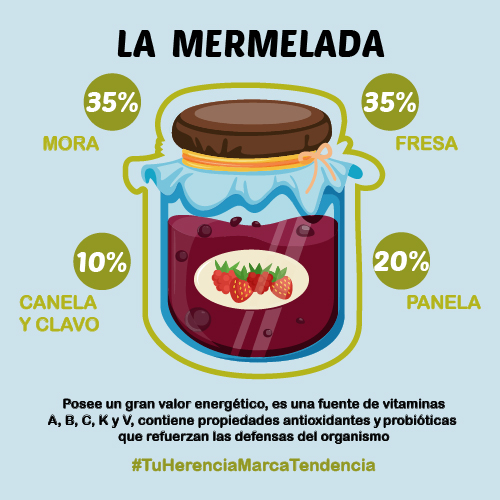 LA MERMELADA
35%
MORA
35%
FRESA
10%
CANELA
Y CLAVO
20%
PANELA
Posee un gran valor energético, es una fuente de vitaminas
A, B, C, K y V, contiene propiedades antioxidantes y probióticas
que refuerzan las defensas del organismo
#TuHerenciaMarcaTendencia